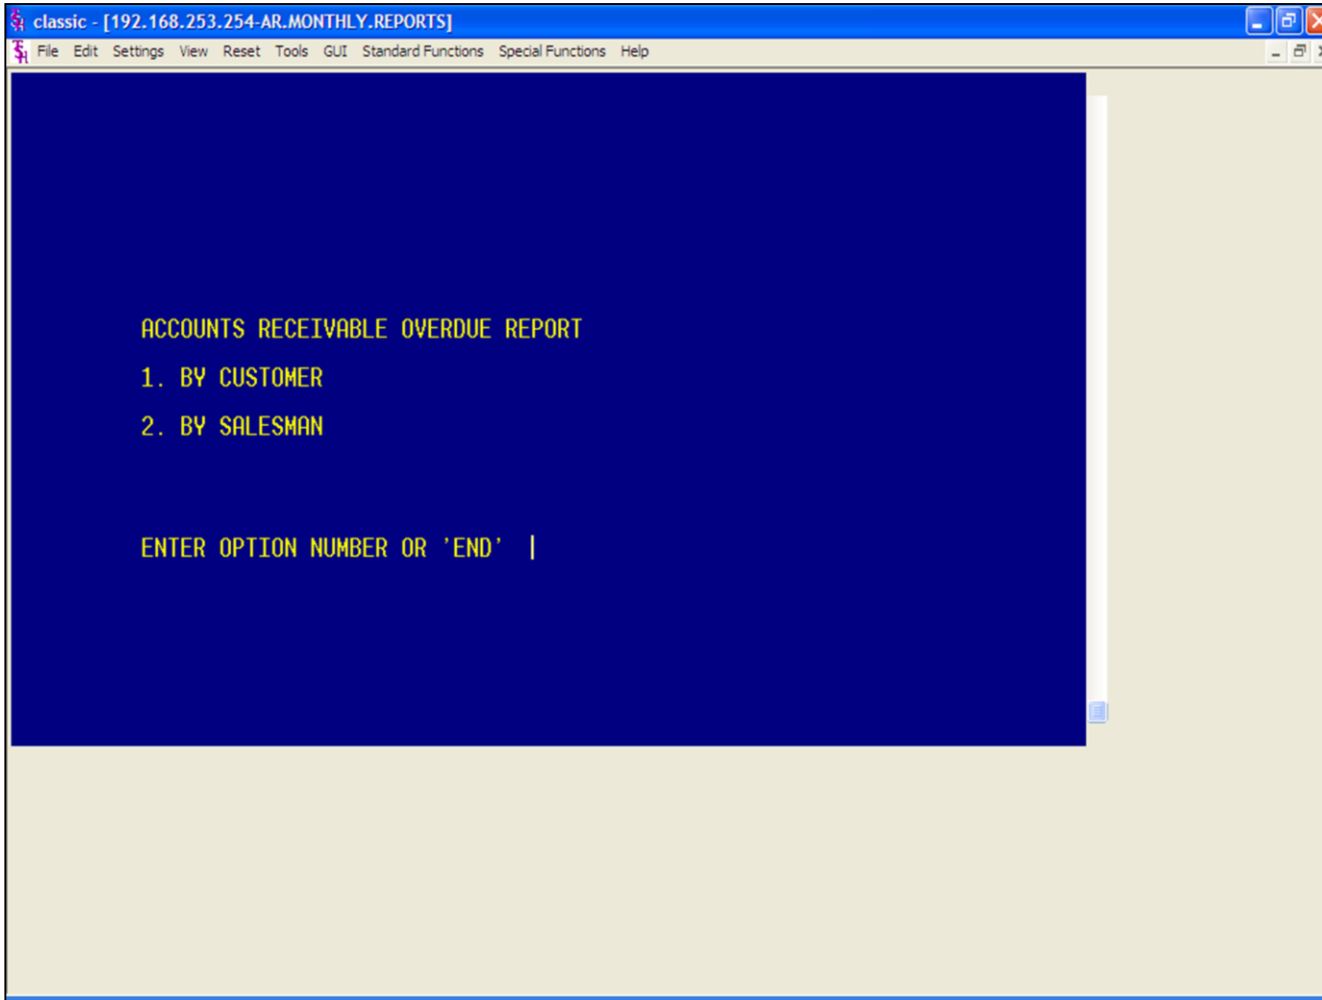 classic - [192.168.253.254-AR.MONTHLY.REPORTS]
File Edit Settings View Reset Tools GUI Standard Functions Special Functions Help
ACCOUNTS RECEIVABLE OVERDUE REPORT
1. BY CUSTOMER
2. BY SALESMAN
ENTER OPTION NUMBER OR 'END'